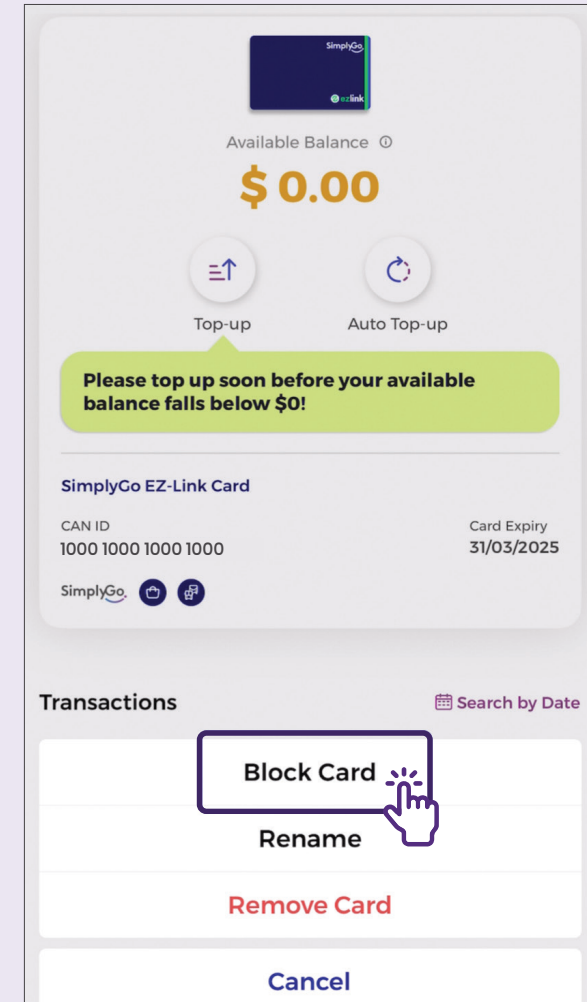 SimplyGo
ezlink
Available Balance
$ 0.00
Top-up
Auto Top-up
Please top up soon before your available
balance falls below $0!
SimplyGo EZ-Link Card
CAN ID
Card Expiry
1000 1000 1000 1000
31/03/2025
SimplyGo
Transactions
Search by Date
Block Card
Rename
Remove Card
Cancel